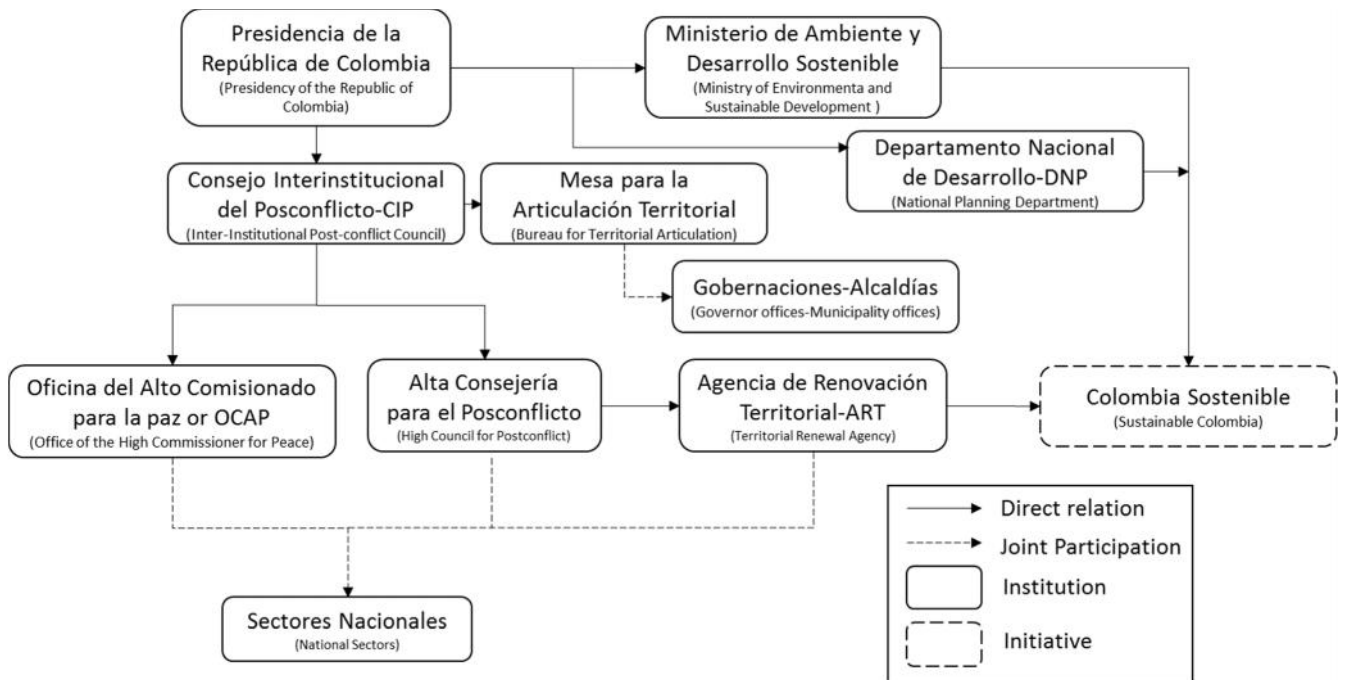 Presidencia de la
República de Colombia
(Presidency of the Republic of
Colombia)
Ministerio de Ambiente y
Desarrollo Sostenible
(Ministry of Environmenta and
Sustainable Development )
Departamento Nacional
de Desarrollo-DNP
(National Planning Department)
Consejo Interinstitucional
del Posconflicto-CIP
(Inter-Institutional Post-conflict Council)
Mesa para la
Articulación Territorial
(Bureau for Territorial Articulation)
Gobernaciones-Alcaldías
(Governor offices-Municipality offices)
Oficina del Alto Comisionado
para la paz or OCAP
(Office of the High Commissioner for Peace)
Alta Consejería
para el Posconflicto
(High Council for Postconflict)
Agencia de Renovación
Territorial-ART
(Territorial Renewal Agency)
Colombia Sostenible
(Sustainable Colombia)
Sectores Nacionales
(National Sectors)
Direct relation
Joint Participation
Institution
Initiative